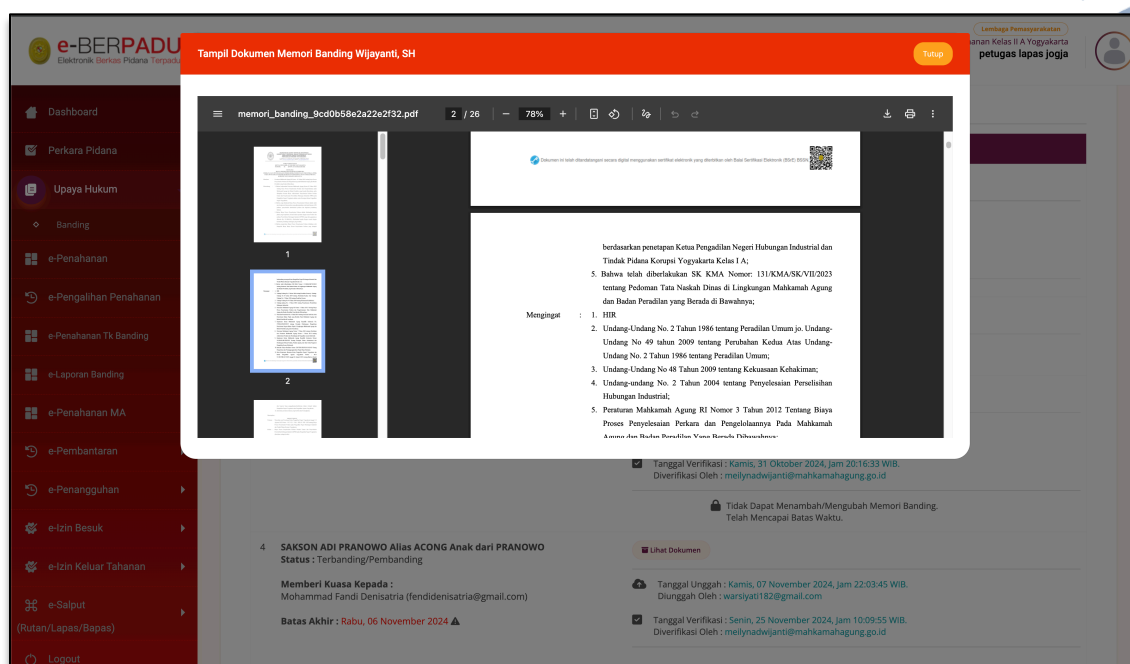 e-BERPADU
Elektronik Berkas Pidana Terpadu
Tampil Dokumen Memori Banding Wijayanti, SH
Tutup
Lembaga Pemasyarakatan
anan Kelas II A Yogyakarta
petugas lapas jogja
Dashboard
Perkara Pidana
Upaya Hukum
Banding
e-Penahanan
e-Pengalihan Penahanan
e-Penahanan Tk Banding
e-Laporan Banding
e-Penahanan MA
e-Pembantaran
e-Penangguhan
e-Izin Besuk
e-Izin Keluar Tahanan
e-Salput
(Rutan/Lapas/Bapas)
Logout
memori_banding_9cd0b58e2a22e2f32.pdf
2 / 26
78%
1
2
Dokumen ini telah ditandatangani secara digital menggunakan sertifikat elektronik yang diterbitkan oleh Balai Sertifikasi Elektronik (BSrE) BSSN
berdasarkan penetapan Ketua Pengadilan Negeri Hubungan Industrial dan
Tindak Pidana Korupsi Yogyakarta Kelas I A;
5. Bahwa telah diberlakukan SK KMA Nomor: 131/KMA/SK/VII/2023
tentang Pedoman Tata Naskah Dinas di Lingkungan Mahkamah Agung
dan Badan Peradilan yang Berada di Bawahnya;
Mengingat : 1. HIR
2. Undang-Undang No. 2 Tahun 1986 tentang Peradilan Umum jo. Undang-
Undang No 49 tahun 2009 tentang Perubahan Kedua Atas Undang-
Undang No. 2 Tahun 1986 tentang Peradilan Umum;
3. Undang-Undang No 48 Tahun 2009 tentang Kekuasaan Kehakiman;
4. Undang-undang No. 2 Tahun 2004 tentang Penyelesaian Perselisihan
Hubungan Industrial;
5. Peraturan Mahkamah Agung RI Nomor 3 Tahun 2012 Tentang Biaya
Proses Penyelesaian Perkara dan Pengelolaannya Pada Mahkamah
Agung dan Badan Peradilan Yang Berada Dibawahnya;
Tanggal Verifikasi : Kamis, 31 Oktober 2024, Jam 20:16:33 WIB.
Diverifikasi Oleh : meilynadwijanti@mahkamahagung.go.id
Tidak Dapat Menambah/Mengubah Memori Banding.
Telah Mencapai Batas Waktu.
4 SAKSON ADI PRANOWO Alias ACONG Anak dari PRANOWO
Status : Terbanding/Pembanding
Memberi Kuasa Kepada :
Mohammad Fandi Denisatria (fendidenisatria@gmail.com)
Batas Akhir : Rabu, 06 November 2024
Lihat Dokumen
Tanggal Unggah : Kamis, 07 November 2024, Jam 22:03:45 WIB.
Diunggah Oleh : warsiyati182@gmail.com
Tanggal Verifikasi : Senin, 25 November 2024, Jam 10:09:55 WIB.
Diverifikasi Oleh : meilynadwijanti@mahkamahagung.go.id